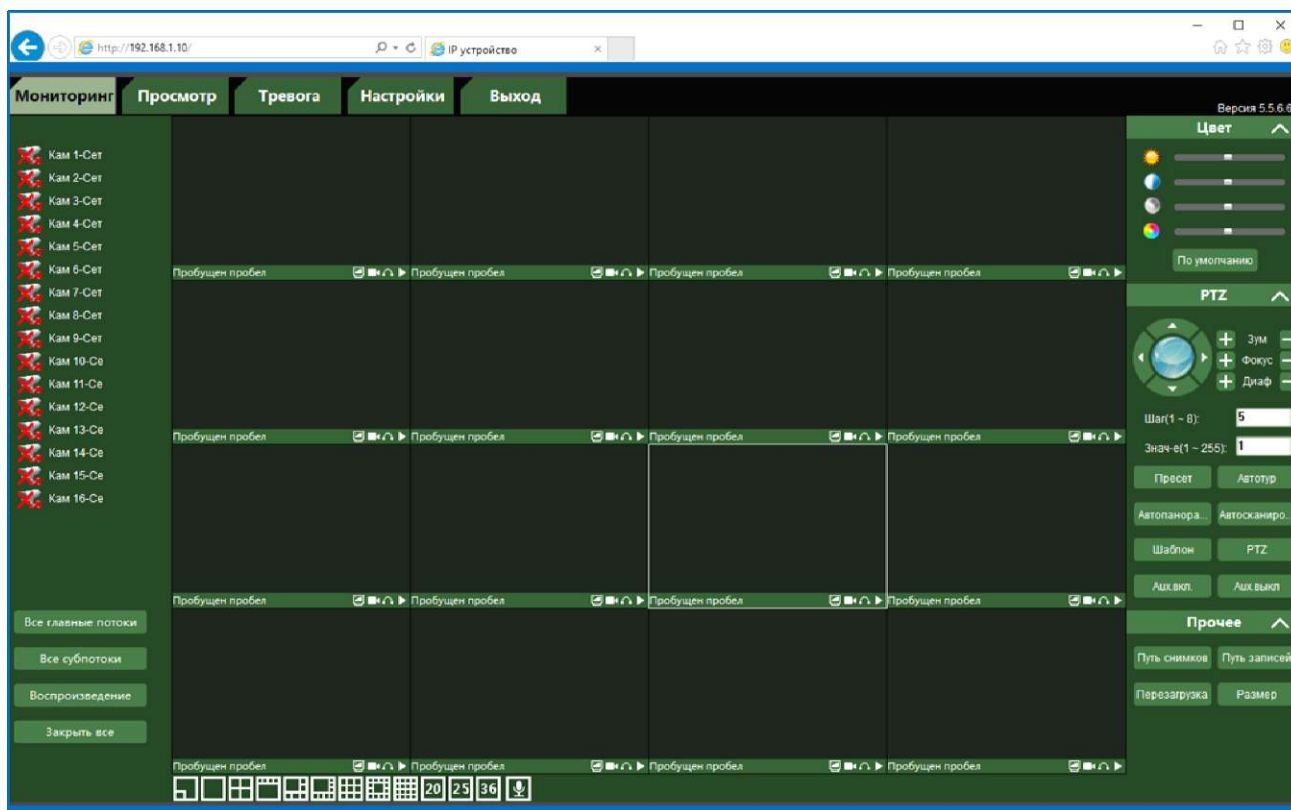 http://192.168.1.10/
IP устройство
Мониторинг Просмотр Тревога Настройки Выход
Версия 5.5.6.6
Кам 1-Сет
Кам 2-Сет
Кам 3-Сет
Кам 4-Сет
Кам 5-Сет
Кам 6-Сет
Кам 7-Сет
Кам 8-Сет
Кам 9-Сет
Кам 10-Се
Кам 11-Се
Кам 12-Се
Кам 13-Се
Кам 14-Се
Кам 15-Се
Кам 16-Се
Все главные потоки
Все субпотоки
Воспроизведение
Закрыть все
Пробущен пробел Пробущен пробел Пробущен пробел Пробущен пробел
Пробущен пробел Пробущен пробел Пробущен пробел Пробущен пробел
Пробущен пробел Пробущен пробел Пробущен пробел Пробущен пробел
Пробущен пробел Пробущен пробел Пробущен пробел Пробущен пробел
20 25 36
Цвет
По умолчанию
PTZ
Зум
Фокус
Диаф
Шаг(1 ~ 8): 5
Знач-е(1 ~ 255): 1
Пресет Автотур
Автопанора... Автосканиро...
Шаблон PTZ
Aux.вкл. Aux.выкл
Прочее
Путь снимков Путь записей
Перезагрузка Размер